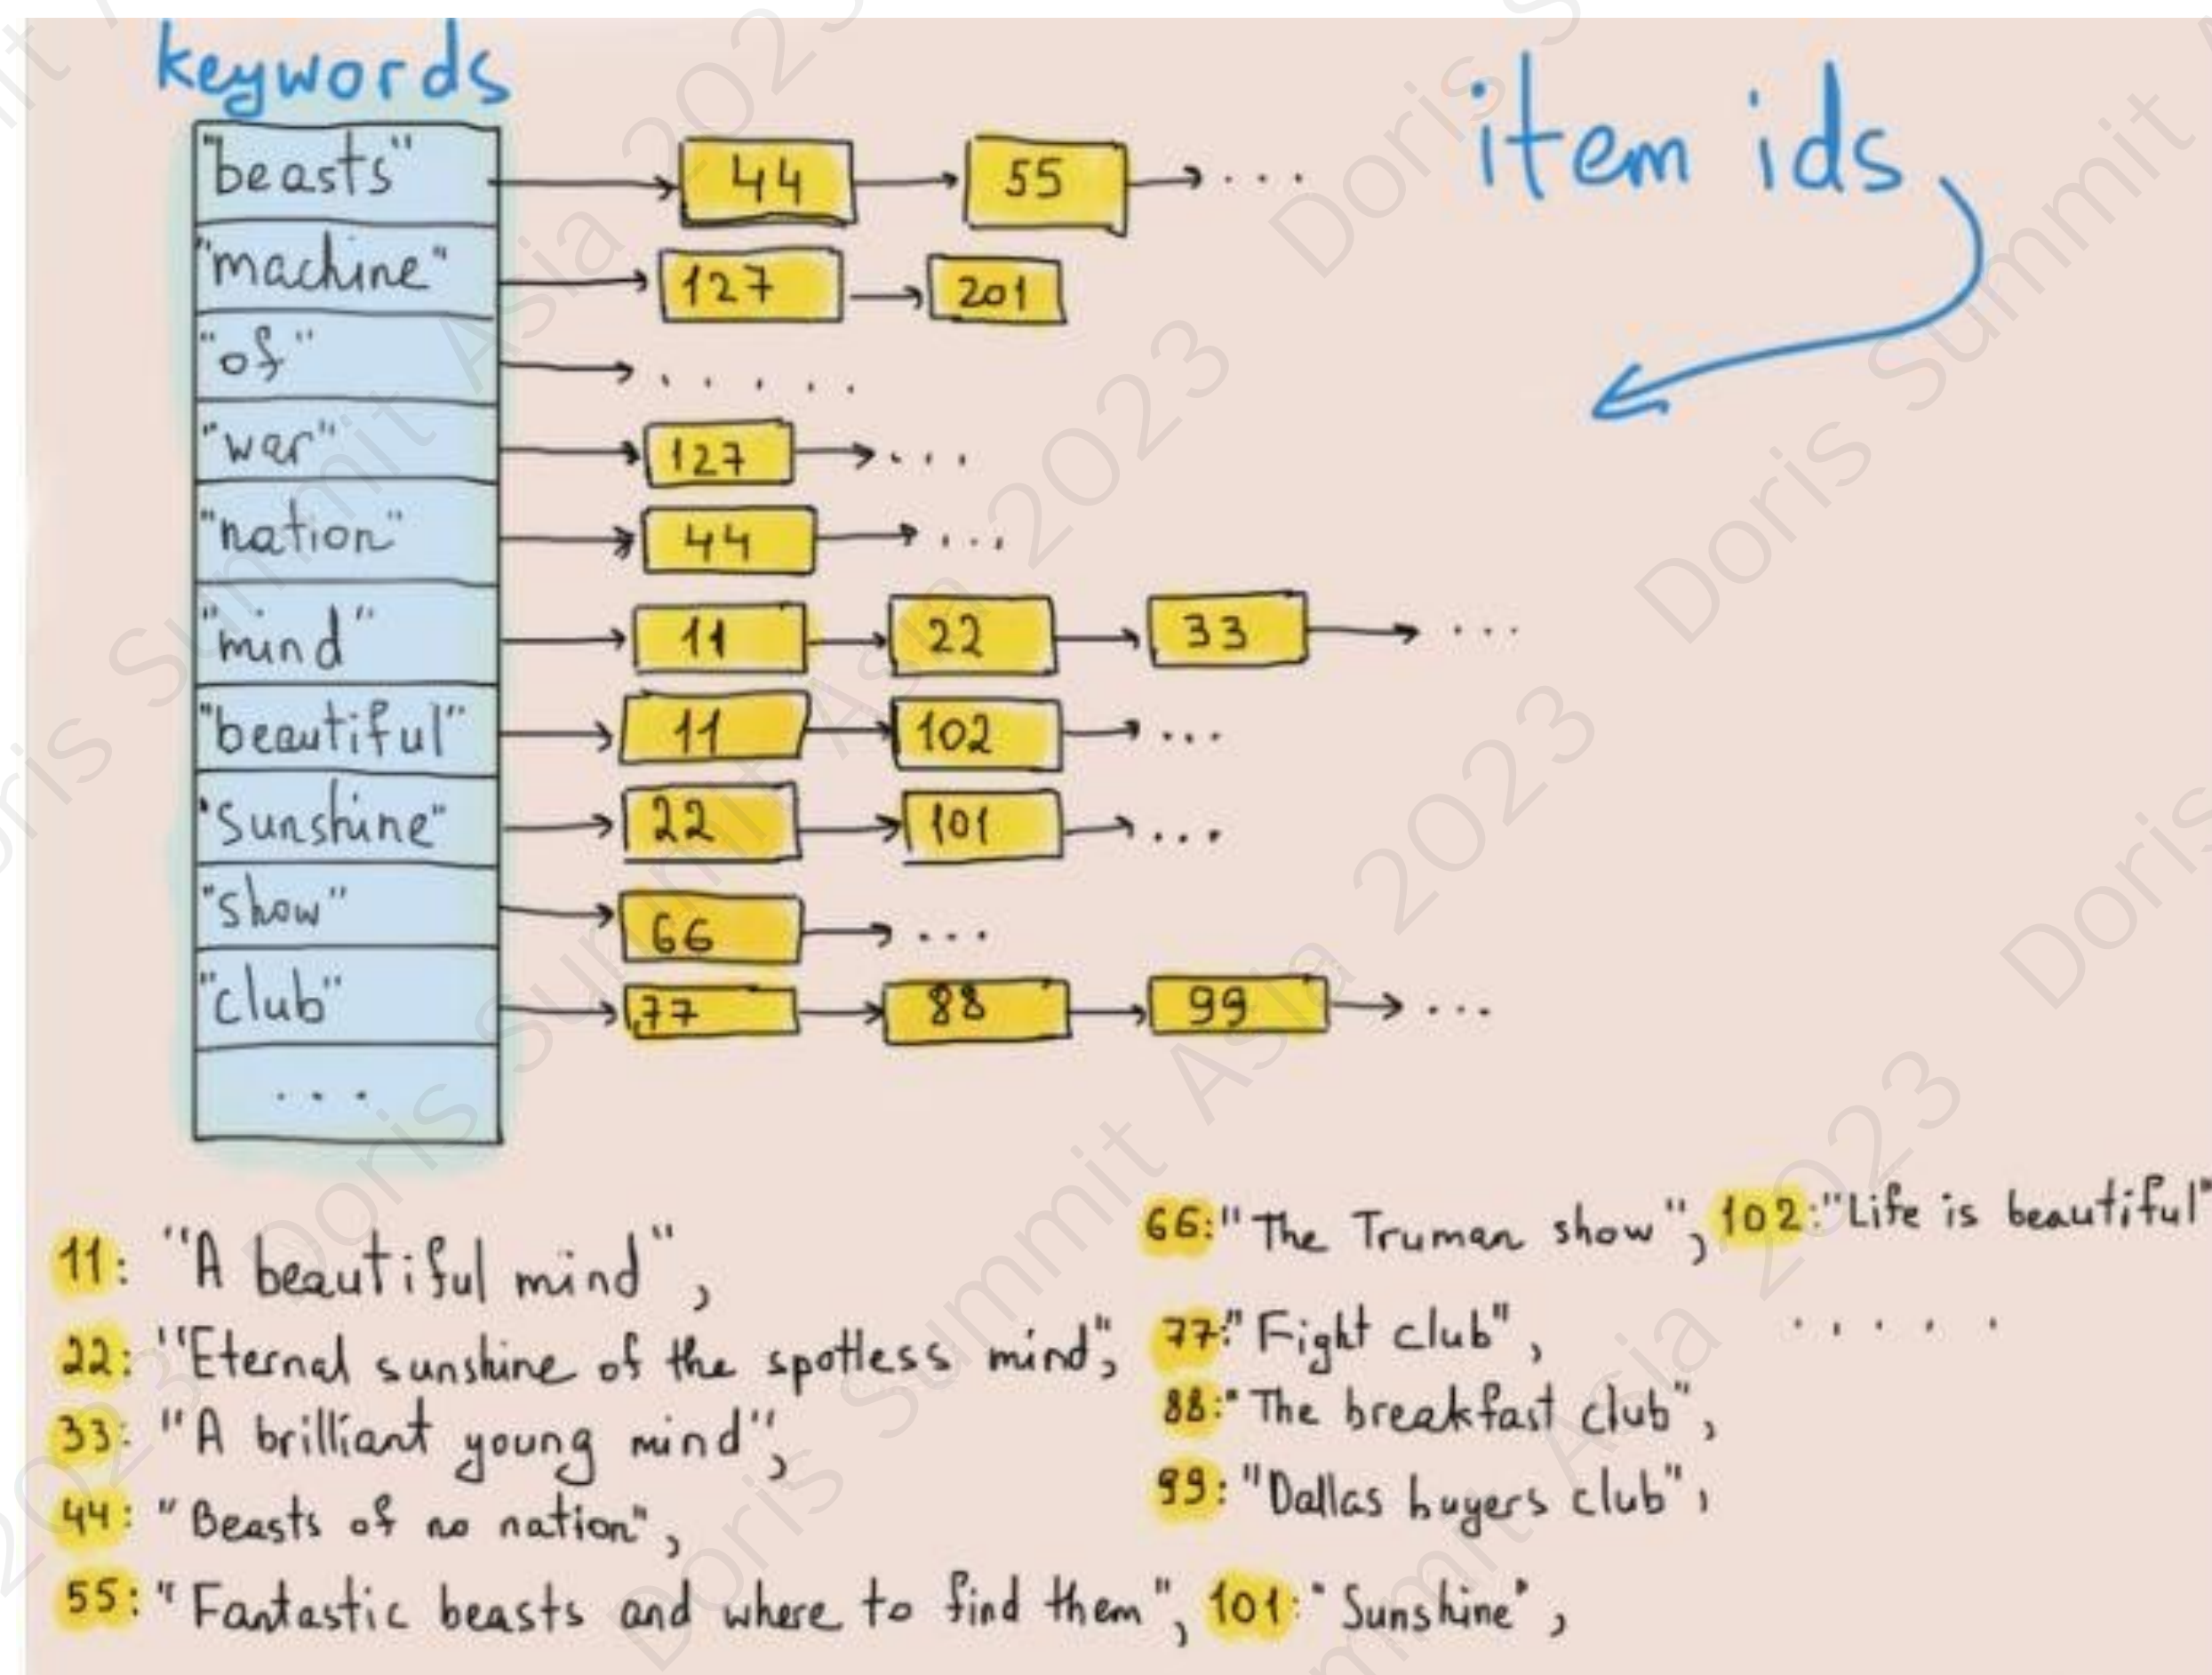 keywords
item ids
"beasts" 44 55 ...
"machine" 127 201
"of" .....
"war" 127 ...
"nation" 44 ...
"mind" 11 22 33 ...
"beautiful" 11 102 ...
"sunshine" 22 101 ...
"show" 66 ...
"club" 77 88 99 ...
...
11: "A beautiful mind",
22: "Eternal sunshine of the spotless mind",
33: "A brilliant young mind",
44: "Beasts of no nation",
55: "Fantastic beasts and where to find them", 101: "Sunshine",
66: "The Truman show", 102: "Life is beautiful"
77: "Fight club", .....
88: "The breakfast club",
99: "Dallas buyers club",
Doris Summit Asia 2023